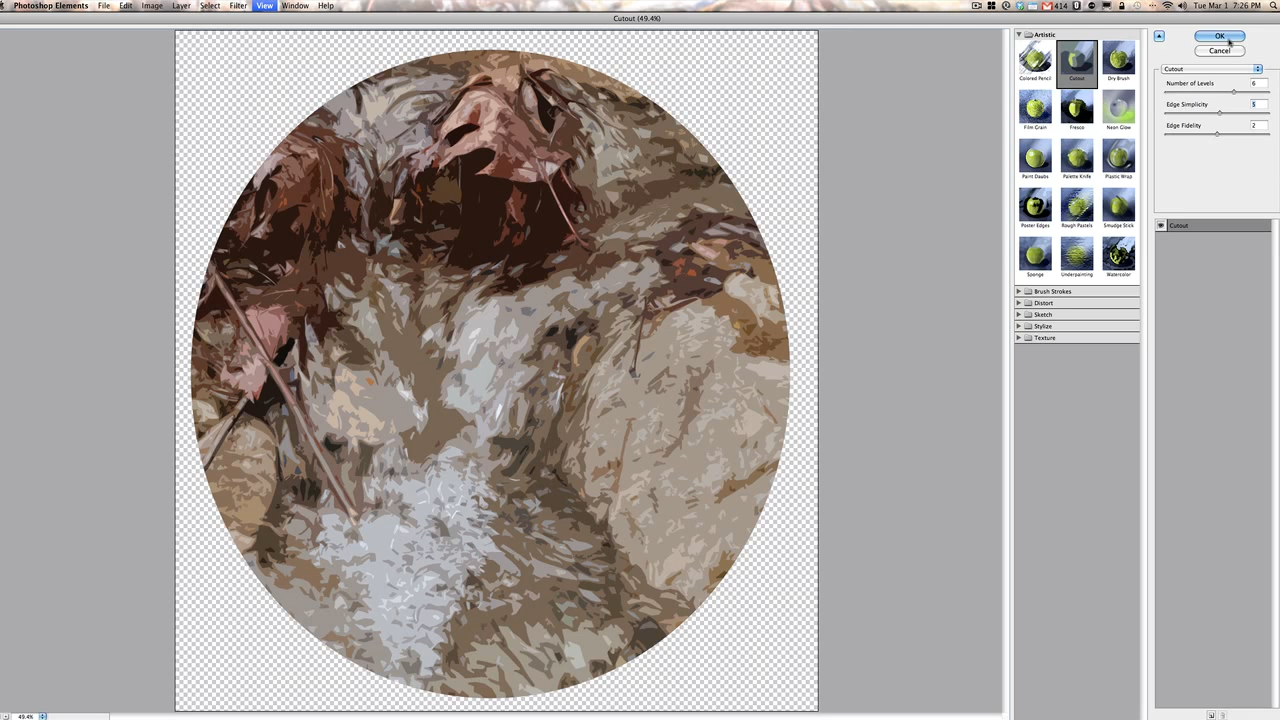 Photoshop Elements File Edit Image Layer Select Filter View Window Help 414 Tue Mar 1 7:26 PM
Cutout (49.4%)
Artistic
Colored Pencil Cutout Dry Brush
Film Grain Fresco Neon Glow
Paint Daubs Palette Knife Plastic Wrap
Poster Edges Rough Pastels Smudge Stick
Sponge Underpainting Watercolor
Brush Strokes
Distort
Sketch
Stylize
Texture
OK
Cancel
Cutout
Number of Levels 6
Edge Simplicity 5
Edge Fidelity 2
Cutout
49.4%